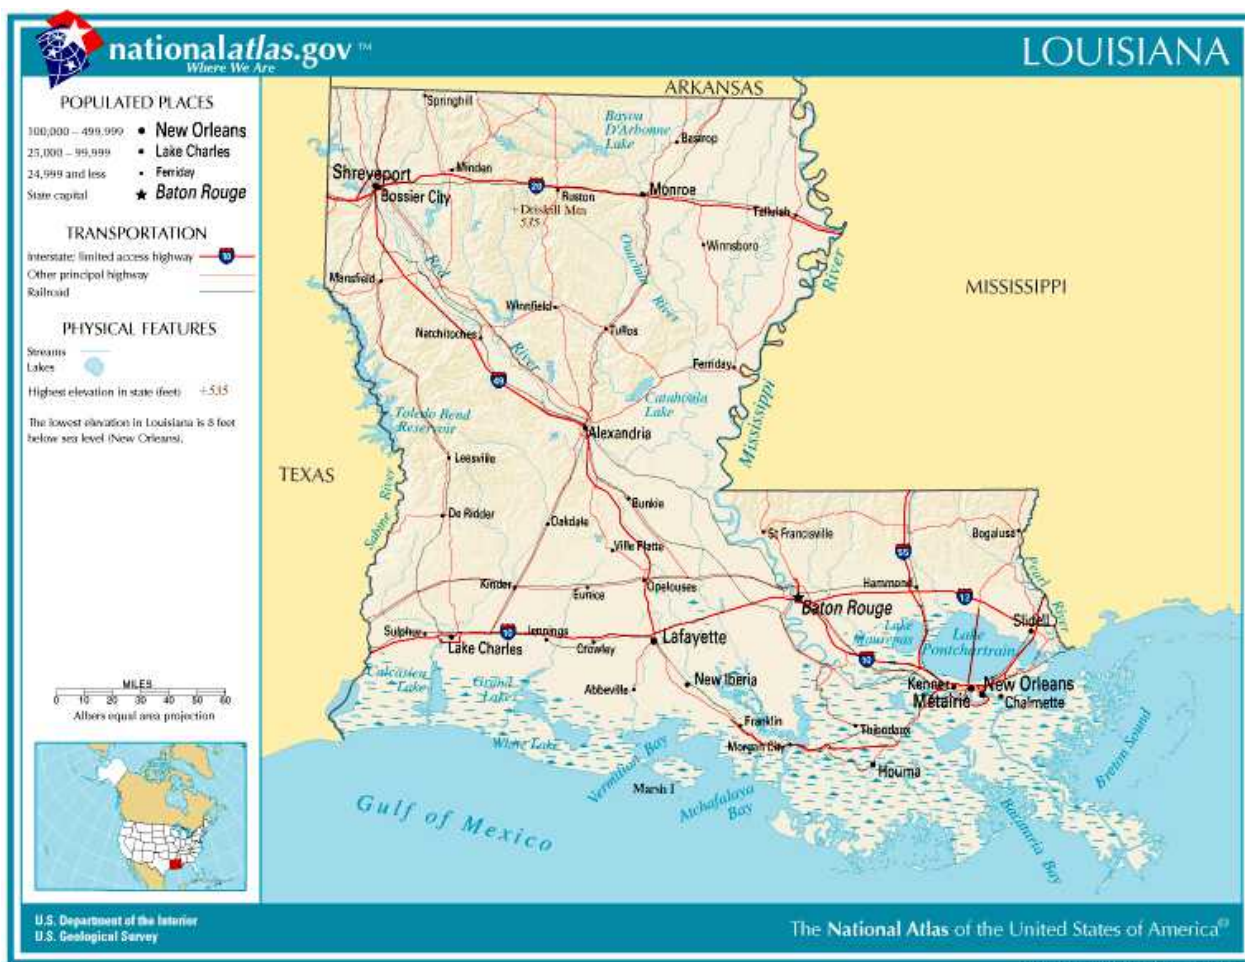 nationalatlas.gov ™
Where We Are
LOUISIANA
POPULATED PLACES
100,000 – 499,999 • New Orleans
25,000 – 99,999 • Lake Charles
24,999 and less • Ferriday
State capital ★ Baton Rouge
TRANSPORTATION
Interstate; limited access highway 10
Other principal highway
Railroad
PHYSICAL FEATURES
Streams
Lakes
Highest elevation in state (feet) +535
The lowest elevation in Louisiana is 8 feet
below sea level (New Orleans).
MILES
0 10 20 30 40 50 60
Albers equal area projection
ARKANSAS
Springhill
Bayou
D'Arbonne
Lake
Bastrop
Minden
Shreveport
Bossier City
20
Ruston
Monroe
+Driskill Mtn
535
Tallulah
Winnsboro
Ouachita
River
Red
River
Mansfield
Winnfield
Natchitoches
Tullos
Ferriday
49
Catahoula
Lake
Toledo Bend
Reservoir
Alexandria
Mississippi
River
MISSISSIPPI
TEXAS
Sabine River
Leesville
De Ridder
Oakdale
Bunkie
Ville Platte
St Francisville
Bogalusa
55
Pearl
River
Kinder
Eunice
Opelousas
Hammond
12
Baton Rouge
Slidell
Sulphur
10
Jennings
Lake Charles
Crowley
Lafayette
Lake
Maurepas
Lake
Pontchartrain
10
Calcasieu
Lake
Grand
Lake
Abbeville
New Iberia
Kenner
New Orleans
Metairie
Chalmette
White Lake
Franklin
Morgan City
Thibodaux
Houma
Vermilion Bay
Marsh I
Atchafalaya
Bay
Barataria Bay
Breton Sound
Gulf of Mexico
U.S. Department of the Interior
U.S. Geological Survey
The National Atlas of the United States of America®